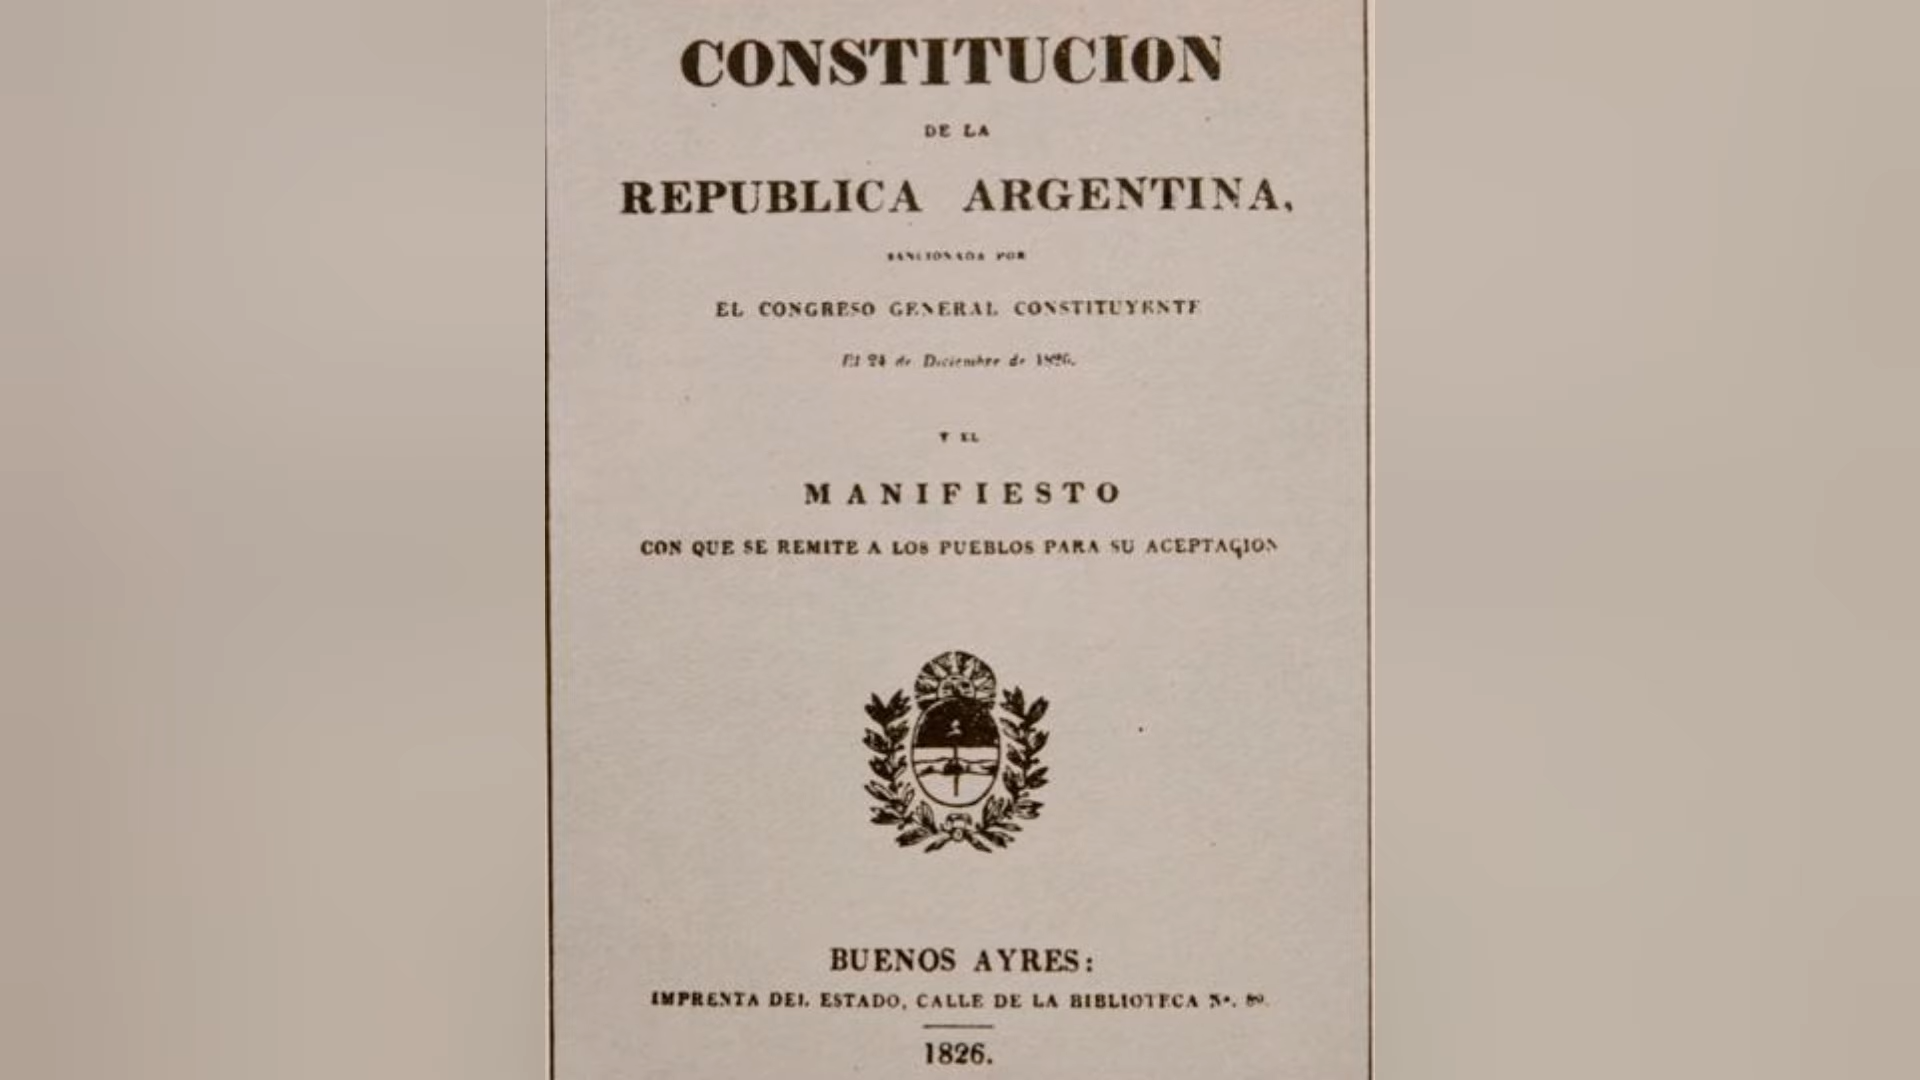 CONSTITUCION
DE LA
REPUBLICA ARGENTINA,
SANCIONADA POR
EL CONGRESO GENERAL CONSTITUYENTE
El 24 de Diciembre de 1826.
Y EL
MANIFIESTO
CON QUE SE REMITE A LOS PUEBLOS PARA SU ACEPTACION
BUENOS AYRES:
IMPRENTA DEL ESTADO, CALLE DE LA BIBLIOTECA Nº.
1826.